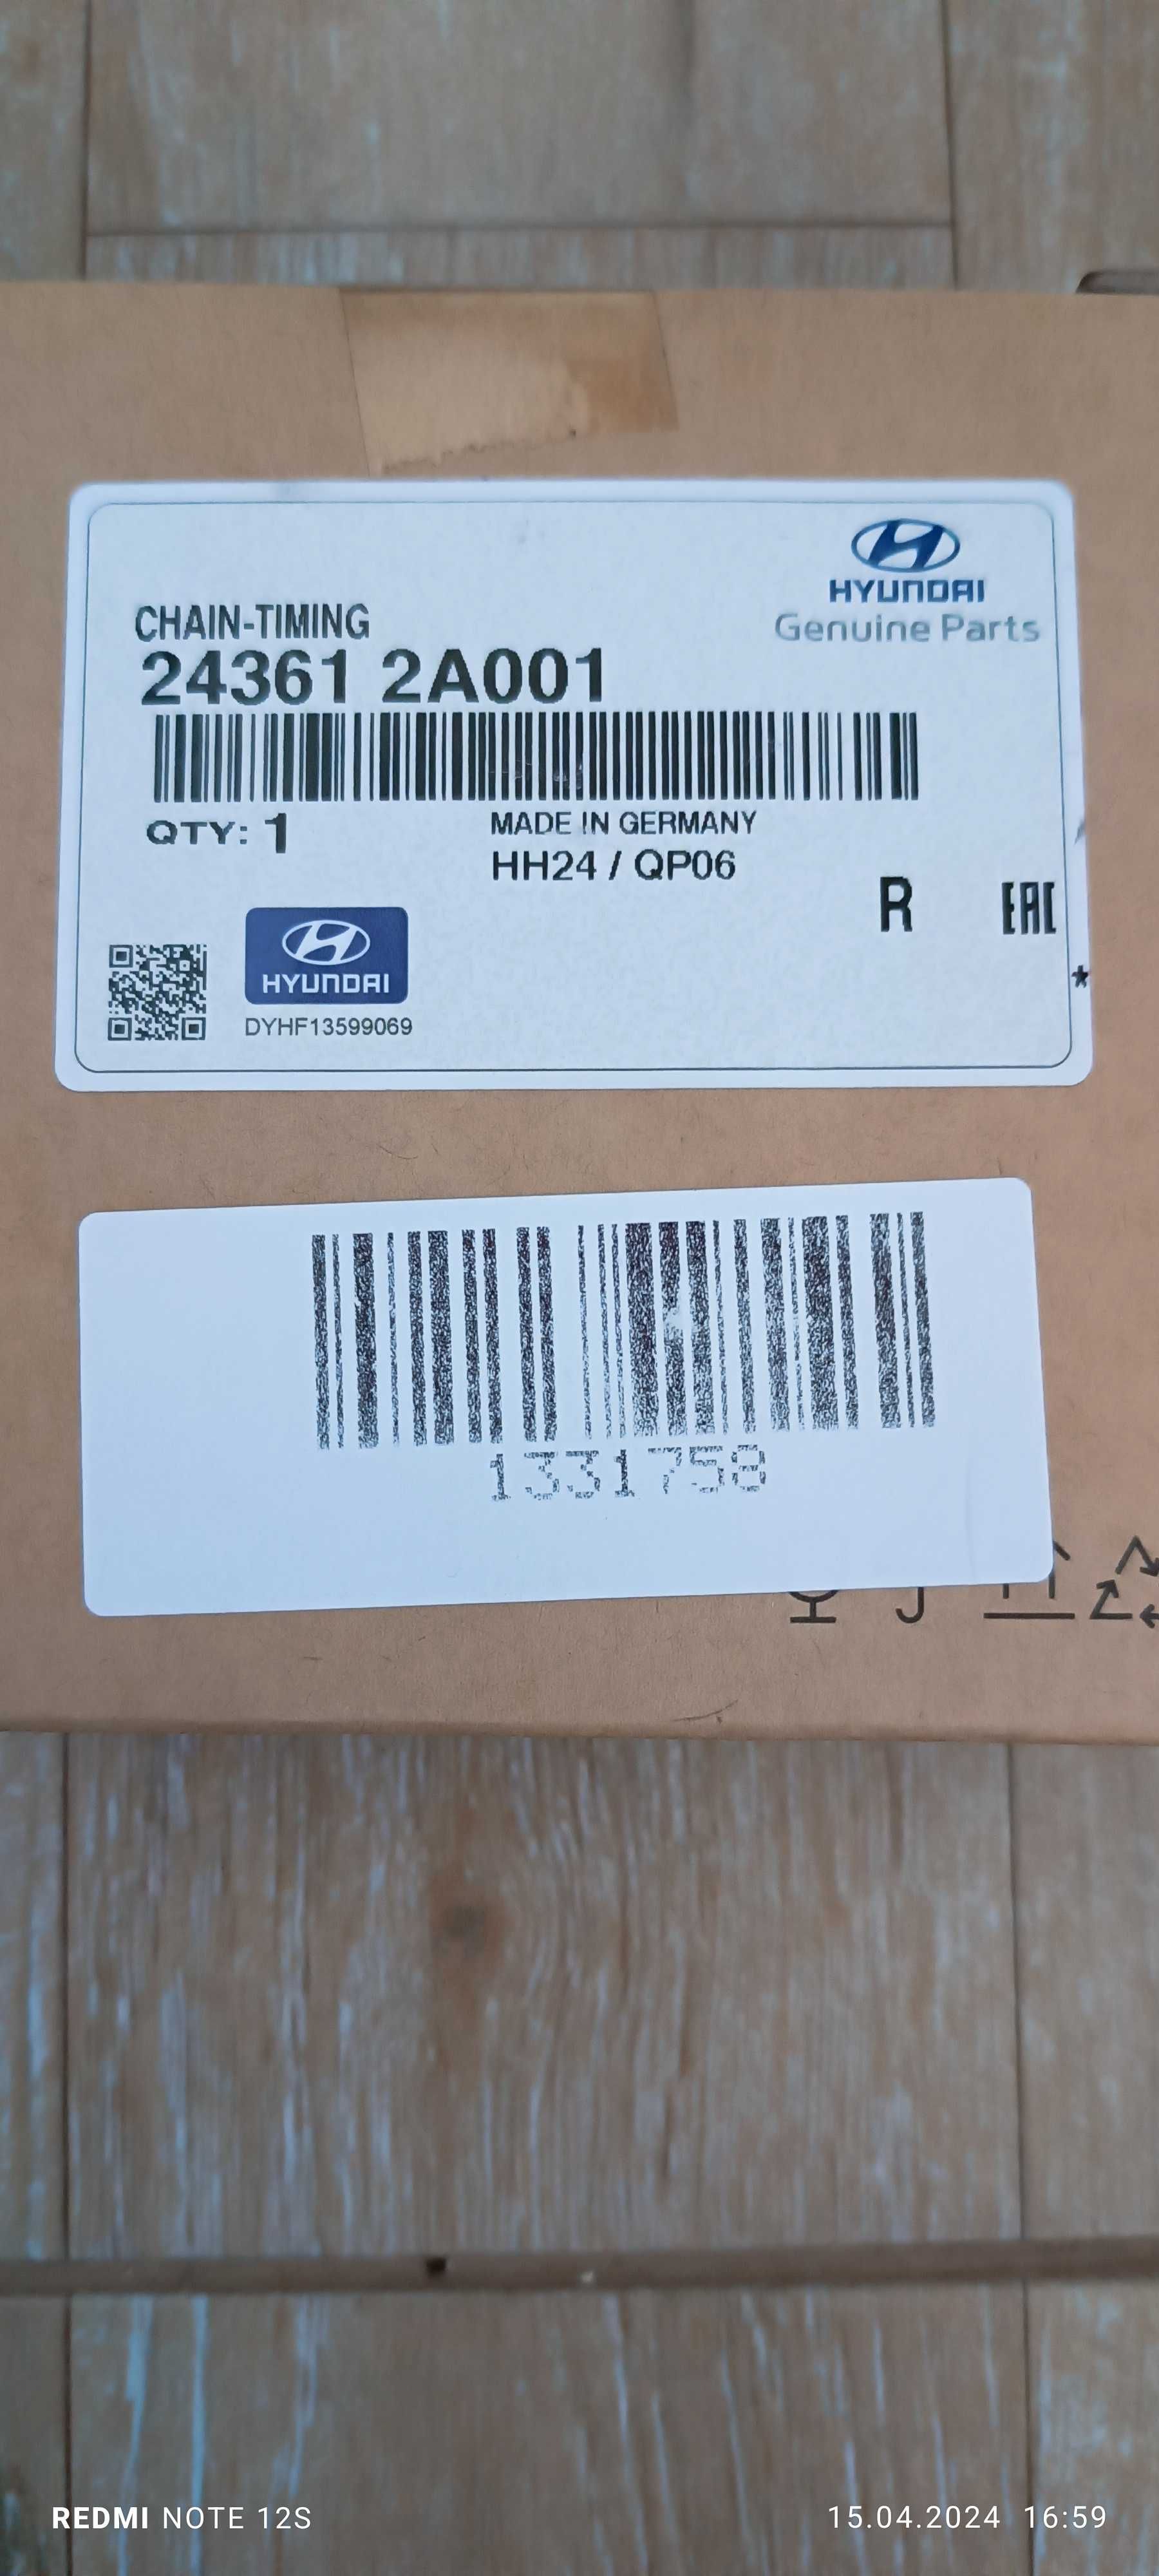 HYUNDAI
Genuine Parts
CHAIN-TIMING
24361 2A001
QTY: 1
MADE IN GERMANY
HH24 / QP06
R
EAC
*
HYUNDAI
DYHF13599069
1331758
REDMI NOTE 12S
15.04.2024 16:59